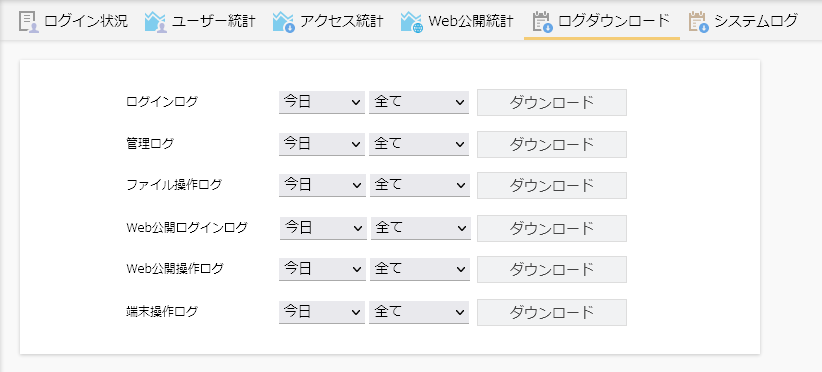 ログイン状況 ユーザー統計 アクセス統計 Web公開統計 ログダウンロード システムログ
ログインログ 今日 全て ダウンロード
管理ログ 今日 全て ダウンロード
ファイル操作ログ 今日 全て ダウンロード
Web公開ログインログ 今日 全て ダウンロード
Web公開操作ログ 今日 全て ダウンロード
端末操作ログ 今日 全て ダウンロード